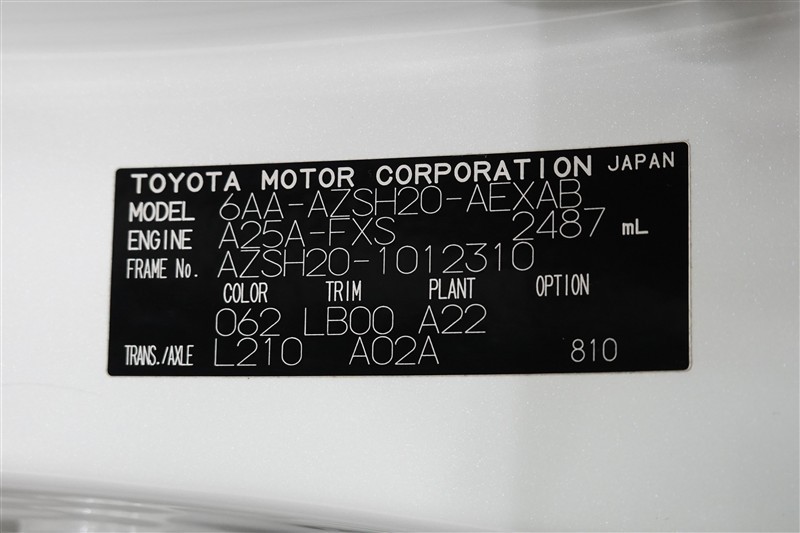 TOYOTA MOTOR CORPORATION JAPAN
MODEL 6AA-AZSH20-AEXAB
ENGINE A25A-FXS 2487 mL
FRAME No. AZSH20-1012310
COLOR TRIM PLANT OPTION
062 LB00 A22
TRANS./AXLE L210 A02A 810